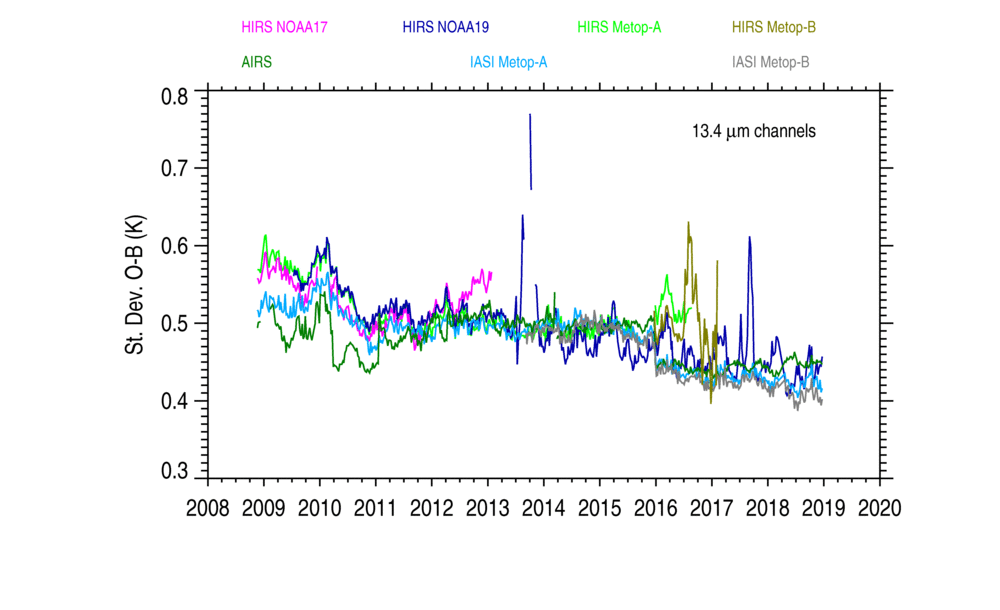 HIRS NOAA17 HIRS NOAA19 HIRS Metop-A HIRS Metop-B
AIRS IASI Metop-A IASI Metop-B
0.8
13.4 μm channels
0.7
0.6
St. Dev. O-B (K)
0.5
0.4
0.3
2008 2009 2010 2011 2012 2013 2014 2015 2016 2017 2018 2019 2020